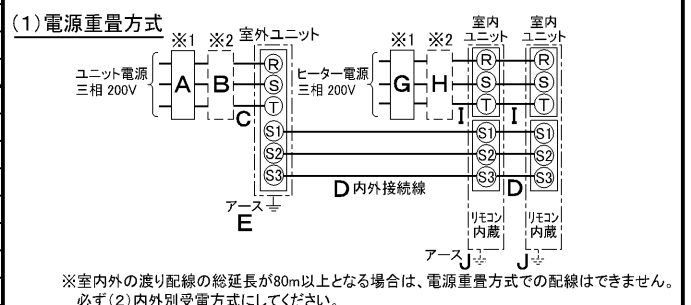 (1)電源重畳方式
※1 ※2 室外ユニット
ユニット電源
三相 200V
A
B
C
R
S
T
S1
S2
S3
アース
E
※1 ※2
ヒーター電源
三相 200V
G
H
I
I
室内
ユニット
R
S
T
S1
S2
S3
リモコン
内蔵
室内
ユニット
R
S
T
S1
S2
S3
リモコン
内蔵
D 内外接続線
D
アース J
J
※室内外の渡り配線の総延長が80m以上となる場合は、電源重畳方式での配線はできません。
必ず(2)内外別受電方式にしてください。